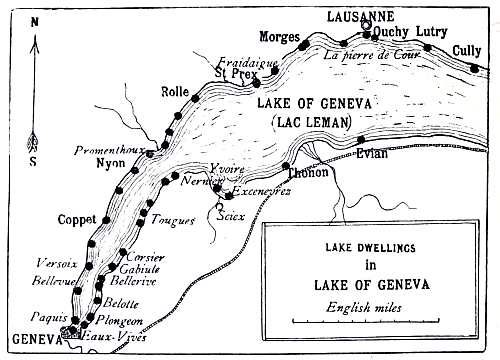 N
S
LAUSANNE
Ouchy Lutry
Morges
La pierre de Cour
Cully
Fraidaigue
St Prex
Rolle
LAKE OF GENEVA
(LAC LEMAN)
Promenthoux
Nyon
Yvoire
Nernier
Excenevrez
Sciex
Thonon
Evian
Coppet
Tougues
Versoix
Bellevue
Corsier
Gabiule
Bellerive
Belotte
Paquis
Plongeon
GENEVA
Eaux-Vives
LAKE DWELLINGS
in
LAKE OF GENEVA
English miles